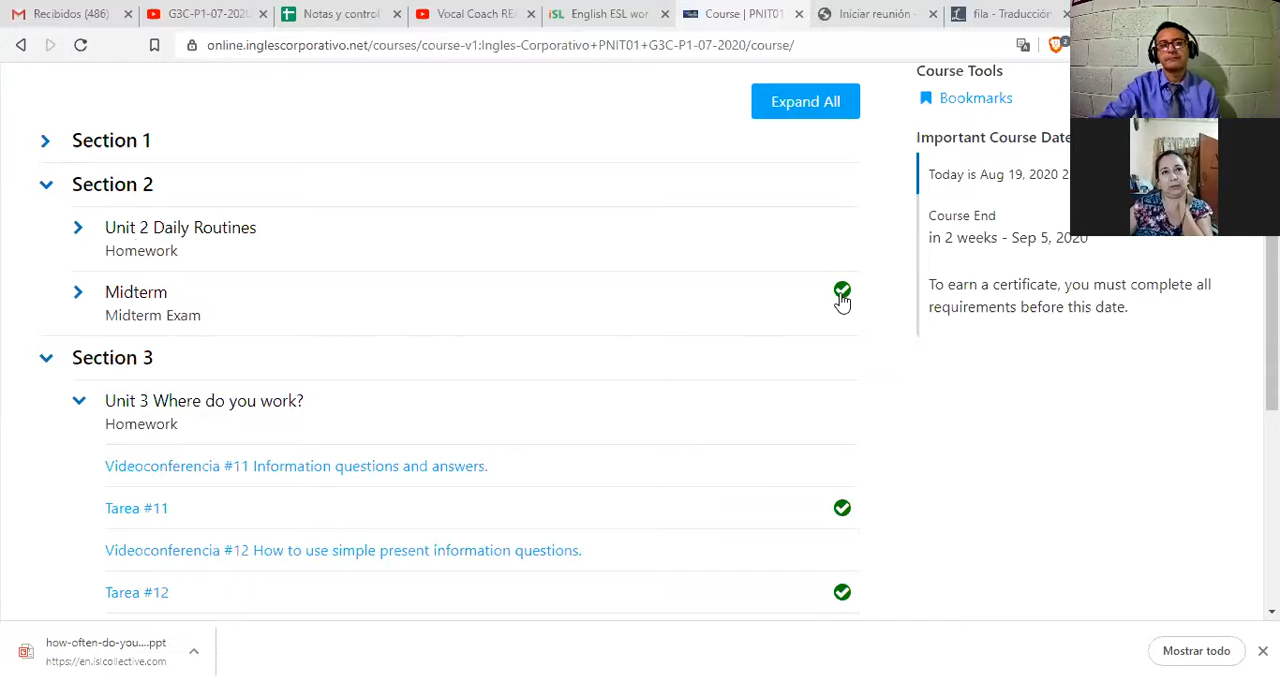 Recibidos (486)
G3C-P1-07-202
Notas y control
Vocal Coach RE
iSL English ESL wor
Course | PNIT01
Iniciar reunión
fila - Traducción
online.inglescorporativo.net/courses/course-v1:Ingles-Corporativo+PNIT01+G3C-P1-07-2020/course/
2
Expand All
Course Tools
Bookmarks
Important Course Date
Today is Aug 19, 2020 2
Course End
in 2 weeks - Sep 5, 2020
To earn a certificate, you must complete all
requirements before this date.
Section 1
Section 2
Unit 2 Daily Routines
Homework
Midterm
Midterm Exam
Section 3
Unit 3 Where do you work?
Homework
Videoconferencia #11 Information questions and answers.
Tarea #11
Videoconferencia #12 How to use simple present information questions.
Tarea #12
how-often-do-you....ppt
https://en.islcollective.com
Mostrar todo